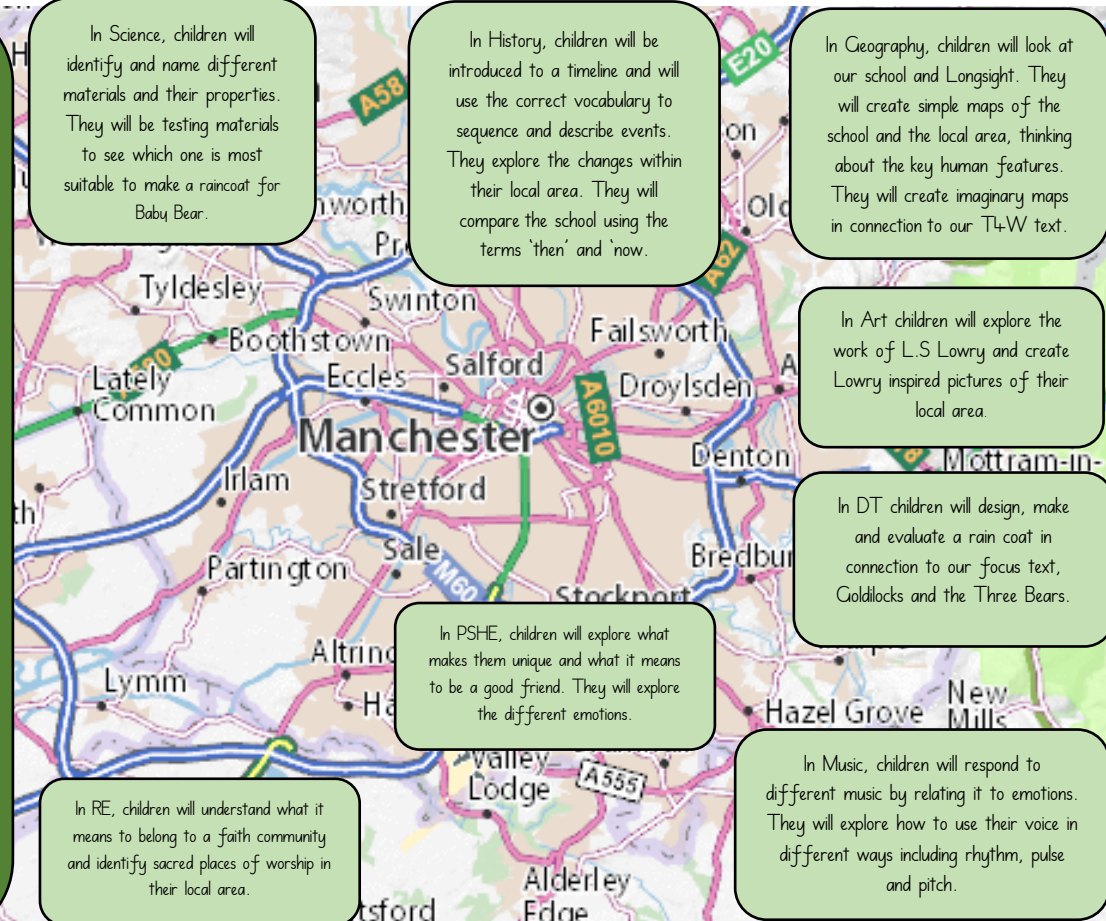 In Science, children will
identify and name different
materials and their properties.
They will be testing materials
to see which one is most
suitable to make a raincoat for
Baby Bear.
In History, children will be
introduced to a timeline and will
use the correct vocabulary to
sequence and describe events.
They explore the changes within
their local area. They will
compare the school using the
terms ‘then’ and ‘now.
In Geography, children will look at
our school and Longsight. They
will create simple maps of the
school and the local area, thinking
about the key human features.
They will create imaginary maps
in connection to our T4W text.
E20
A58
A62
Tyldesley
Swinton
Boothstown
Failsworth
Salford
Eccles
Lately
Common
Droylsden
A6010
Manchester
Denton
In Art children will explore the
work of L.S Lowry and create
Lowry inspired pictures of their
local area.
Mottram-in-
Irlam
Stretford
Sale
M60
Partington
Stockport
In DT children will design, make
and evaluate a rain coat in
connection to our focus text,
Goldilocks and the Three Bears.
In PSHE, children will explore what
makes them unique and what it means
to be a good friend. They will explore
the different emotions.
Lymm
Hazel Grove
New
Mills
Valley
Lodge
A555
Alderley
Edge
In RE, children will understand what it
means to belong to a faith community
and identify sacred places of worship in
their local area.
In Music, children will respond to
different music by relating it to emotions.
They will explore how to use their voice in
different ways including rhythm, pulse
and pitch.